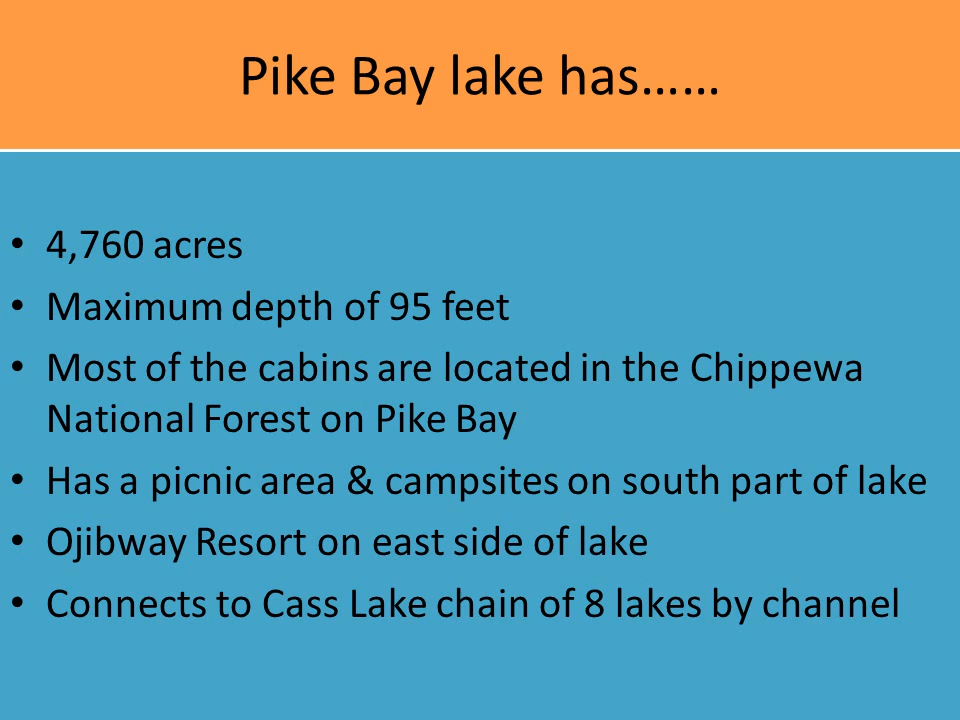 Pike Bay lake has……
• 4,760 acres
• Maximum depth of 95 feet
• Most of the cabins are located in the Chippewa
National Forest on Pike Bay
• Has a picnic area & campsites on south part of lake
• Ojibway Resort on east side of lake
• Connects to Cass Lake chain of 8 lakes by channel